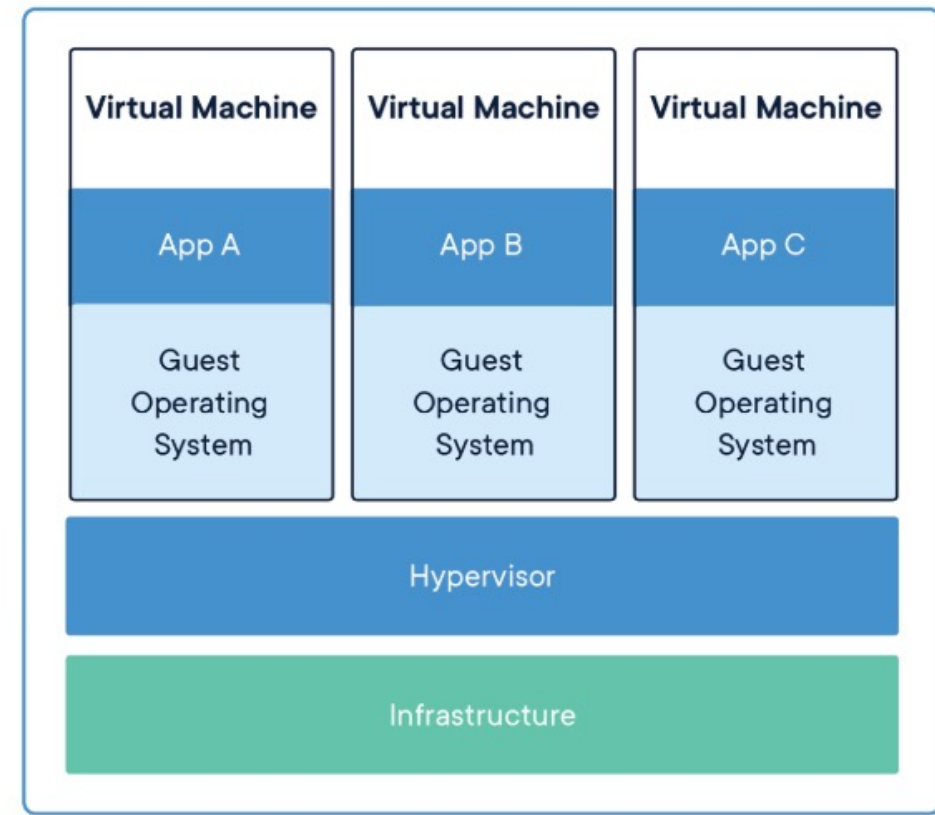 Virtual Machine
Virtual Machine
Virtual Machine
App A
App B
App C
Guest
Operating
System
Guest
Operating
System
Guest
Operating
System
Hypervisor
Infrastructure